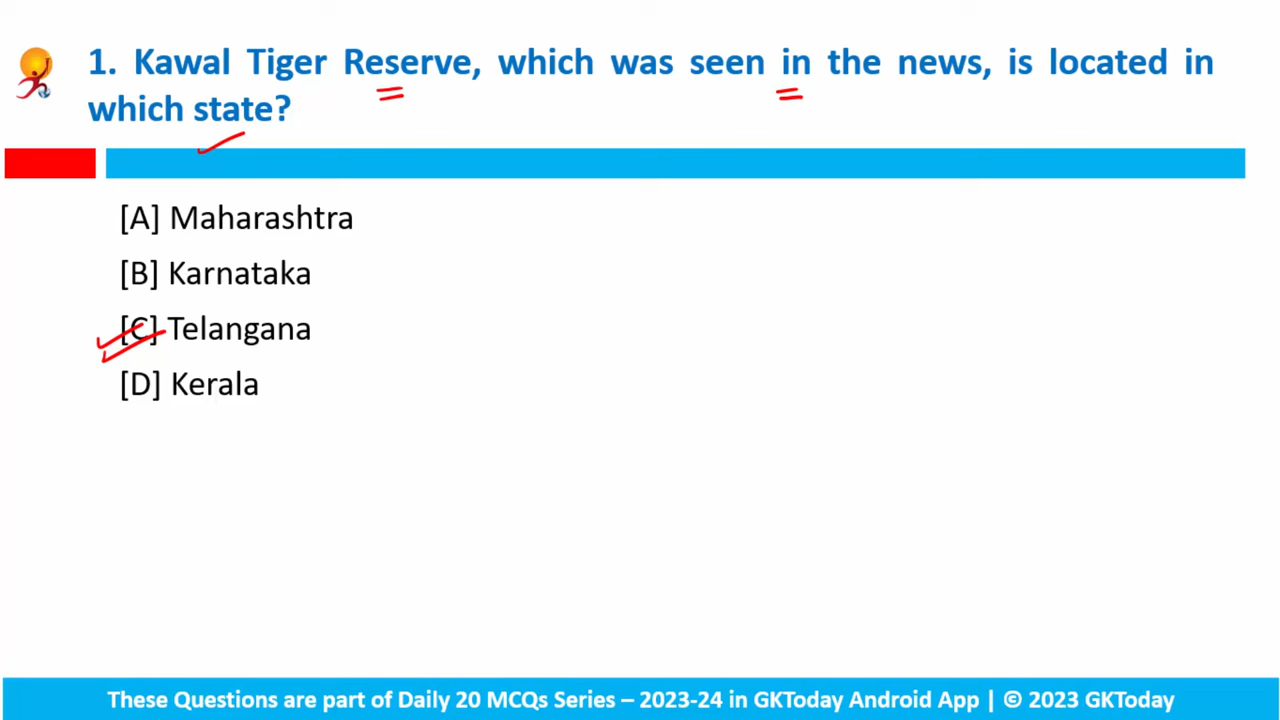 1. Kawal Tiger Reserve, which was seen in the news, is located in
which state?
[A] Maharashtra
[B] Karnataka
[C] Telangana
[D] Kerala
These Questions are part of Daily 20 MCQs Series – 2023-24 in GKToday Android App | © 2023 GKToday